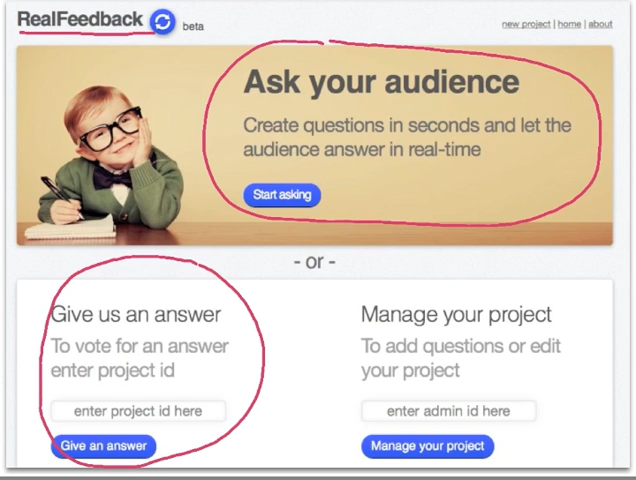 RealFeedback beta
new project | home | about
Ask your audience
Create questions in seconds and let the
audience answer in real-time
Start asking
- or -
Give us an answer
To vote for an answer
enter project id
enter project id here
Give an answer
Manage your project
To add questions or edit
your project
enter admin id here
Manage your project